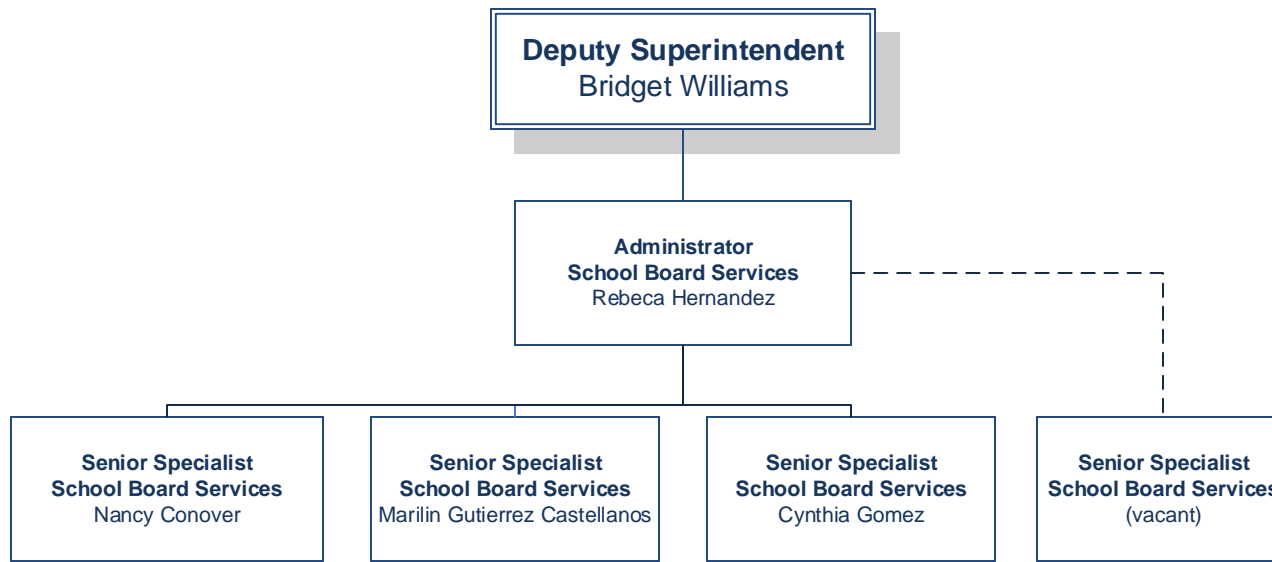 Deputy Superintendent
Bridget Williams
Administrator
School Board Services
Rebeca Hernandez
Senior Specialist
School Board Services
Nancy Conover
Senior Specialist
School Board Services
Marilin Gutierrez Castellanos
Senior Specialist
School Board Services
Cynthia Gomez
Senior Specialist
School Board Services
(vacant)